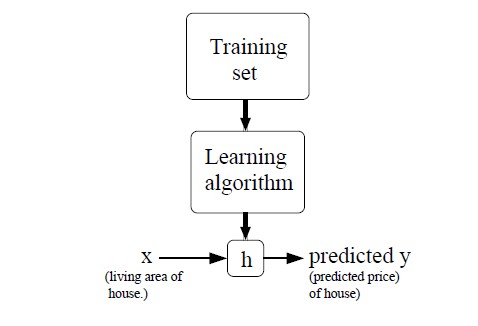 Training
set
Learning
algorithm
x
(living area of
house.)
h
predicted y
(predicted price)
of house)